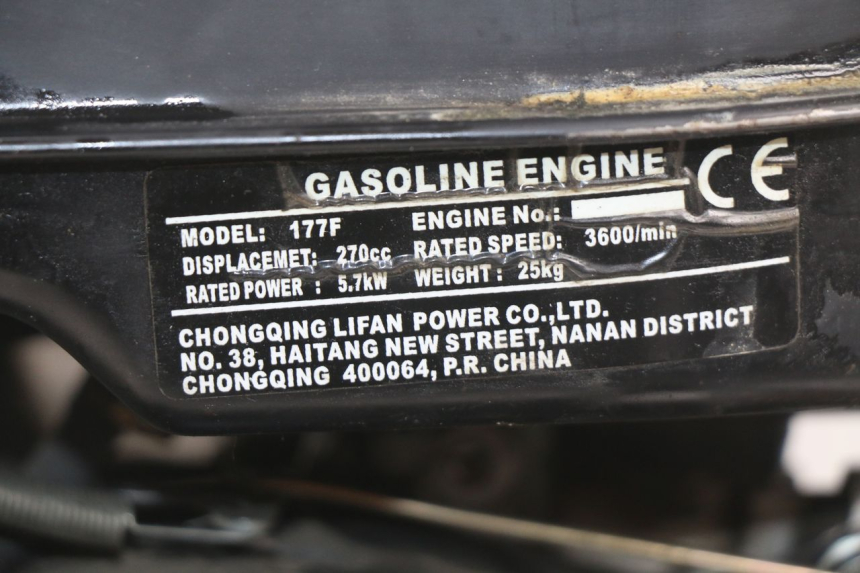 GASOLINE ENGINE CE
MODEL: 177F ENGINE No.:
DISPLACEMET: 270cc RATED SPEED: 3600/min
RATED POWER : 5.7kW WEIGHT : 25kg
CHONGQING LIFAN POWER CO.,LTD.
NO. 38, HAITANG NEW STREET, NANAN DISTRICT
CHONGQING 400064, P.R. CHINA